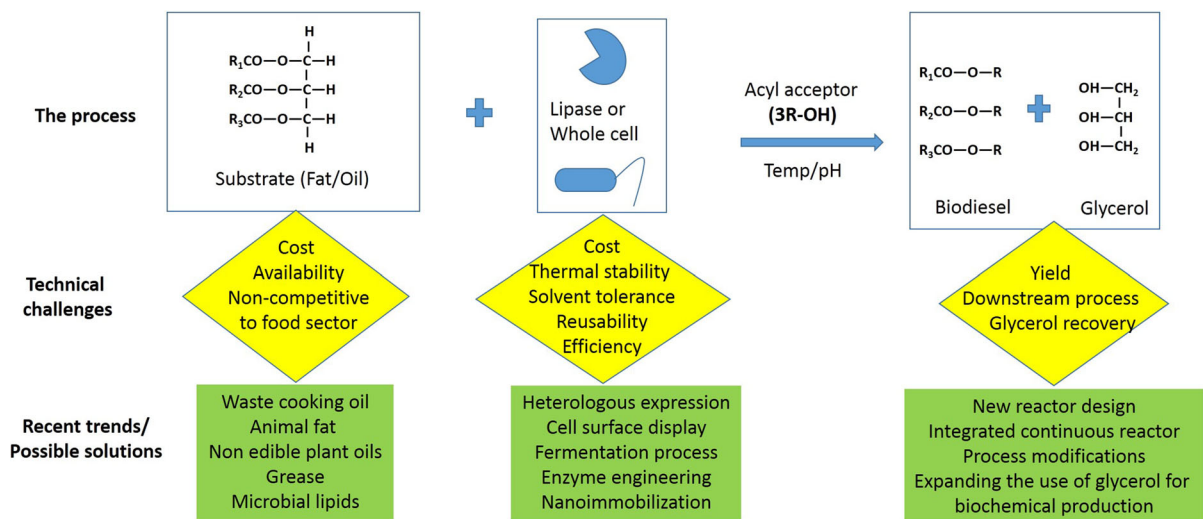 The process
H
R₁CO—O—C—H
R₂CO—O—C—H
R₃CO—O—C—H
H
Substrate (Fat/Oil)
Lipase or
Whole cell
Acyl acceptor
(3R-OH)
Temp/pH
R₁CO—O—R
R₂CO—O—R
R₃CO—O—R
Biodiesel
OH—CH₂
OH—CH
OH—CH₂
Glycerol
Technical
challenges
Cost
Availability
Non-competitive
to food sector
Cost
Thermal stability
Solvent tolerance
Reusability
Efficiency
Yield
Downstream process
Glycerol recovery
Recent trends/
Possible solutions
Waste cooking oil
Animal fat
Non edible plant oils
Grease
Microbial lipids
Heterologous expression
Cell surface display
Fermentation process
Enzyme engineering
Nanoimmobilization
New reactor design
Integrated continuous reactor
Process modifications
Expanding the use of glycerol for
biochemical production